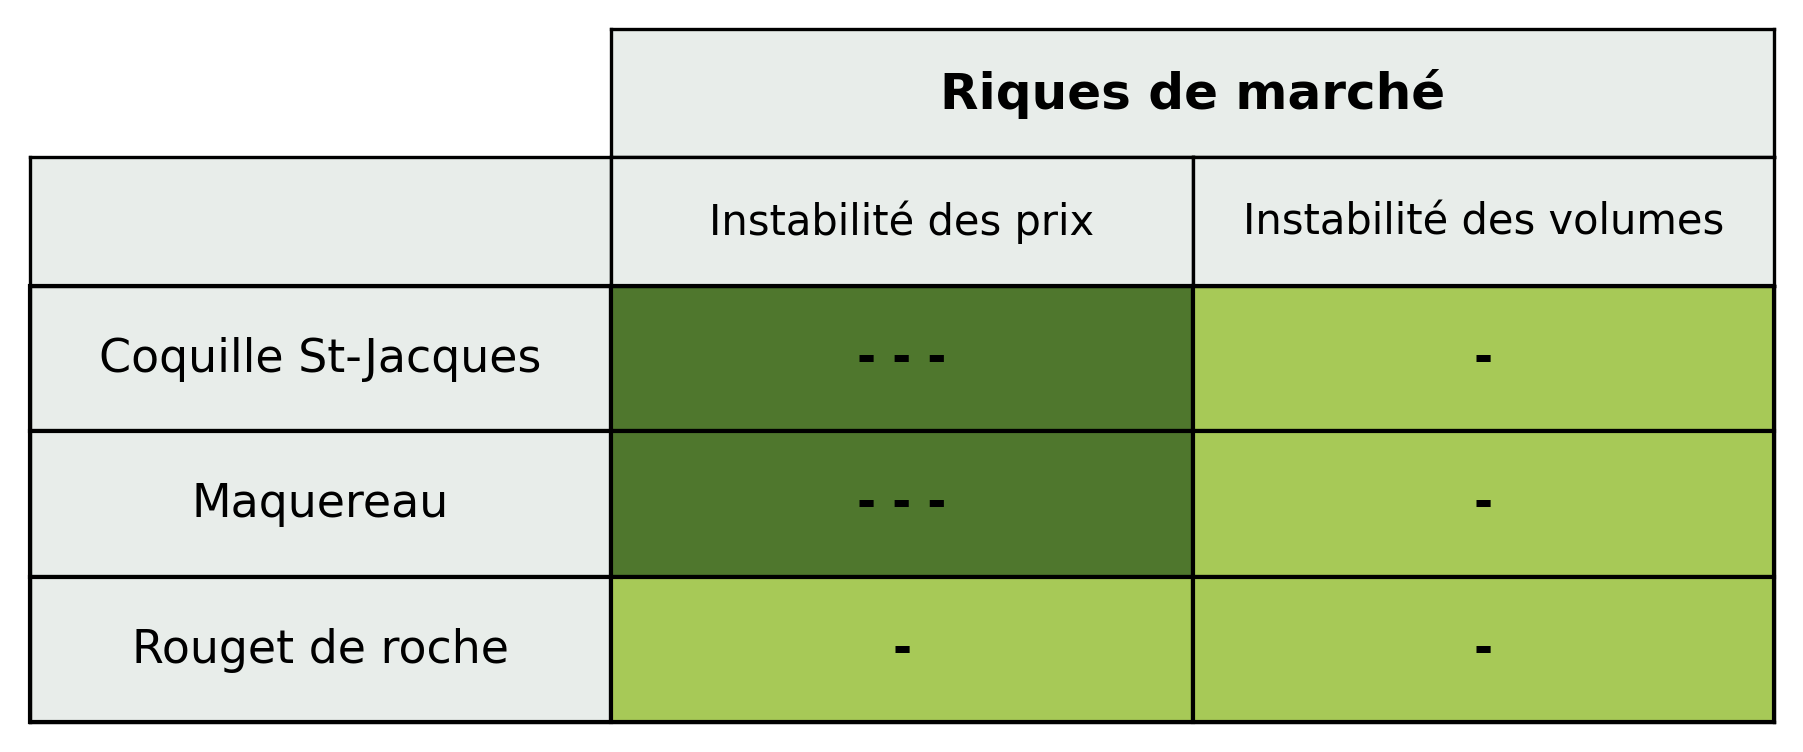 Riques de marché
Instabilité des prix Instabilité des volumes
Coquille St-Jacques - - - -
Maquereau - - - -
Rouget de roche - -